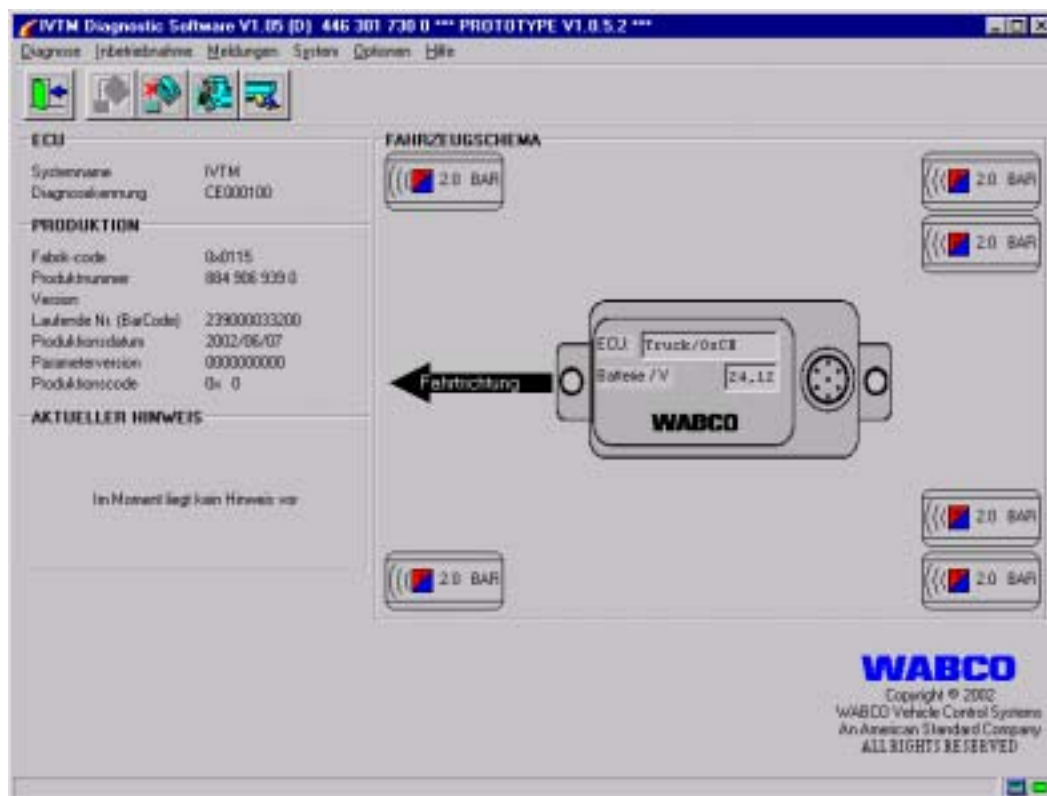 IVTM Diagnostic Software V1.05 (D) 446 301 730 0 *** PROTOTYPE V1.0.5.2 ***
Diagnose Inbetriebnahme Meldungen System Optionen Hilfe
ECU
Systemname IVTM
Diagnosekennung CE000100
PRODUKTION
Fabrik-code 0x0115
Produktnummer 884 906 939 0
Version
Laufende Nr. (BarCode) 239000033200
Produktionsdatum 2002/06/07
Parameterversion 0000000000
Produktionscode 0x 0
AKTUELLER HINWEIS
Im Moment liegt kein Hinweis vor
FAHRZEUGSCHEMA
2.0 BAR
2.0 BAR
2.0 BAR
ECU Truck/0xCE
Batterie / V 24,12
WABCO
Fahrtrichtung
2.0 BAR
2.0 BAR
2.0 BAR
WABCO
Copyright © 2002
WABCO Vehicle Control Systems
An American Standard Company
ALL RIGHTS RESERVED